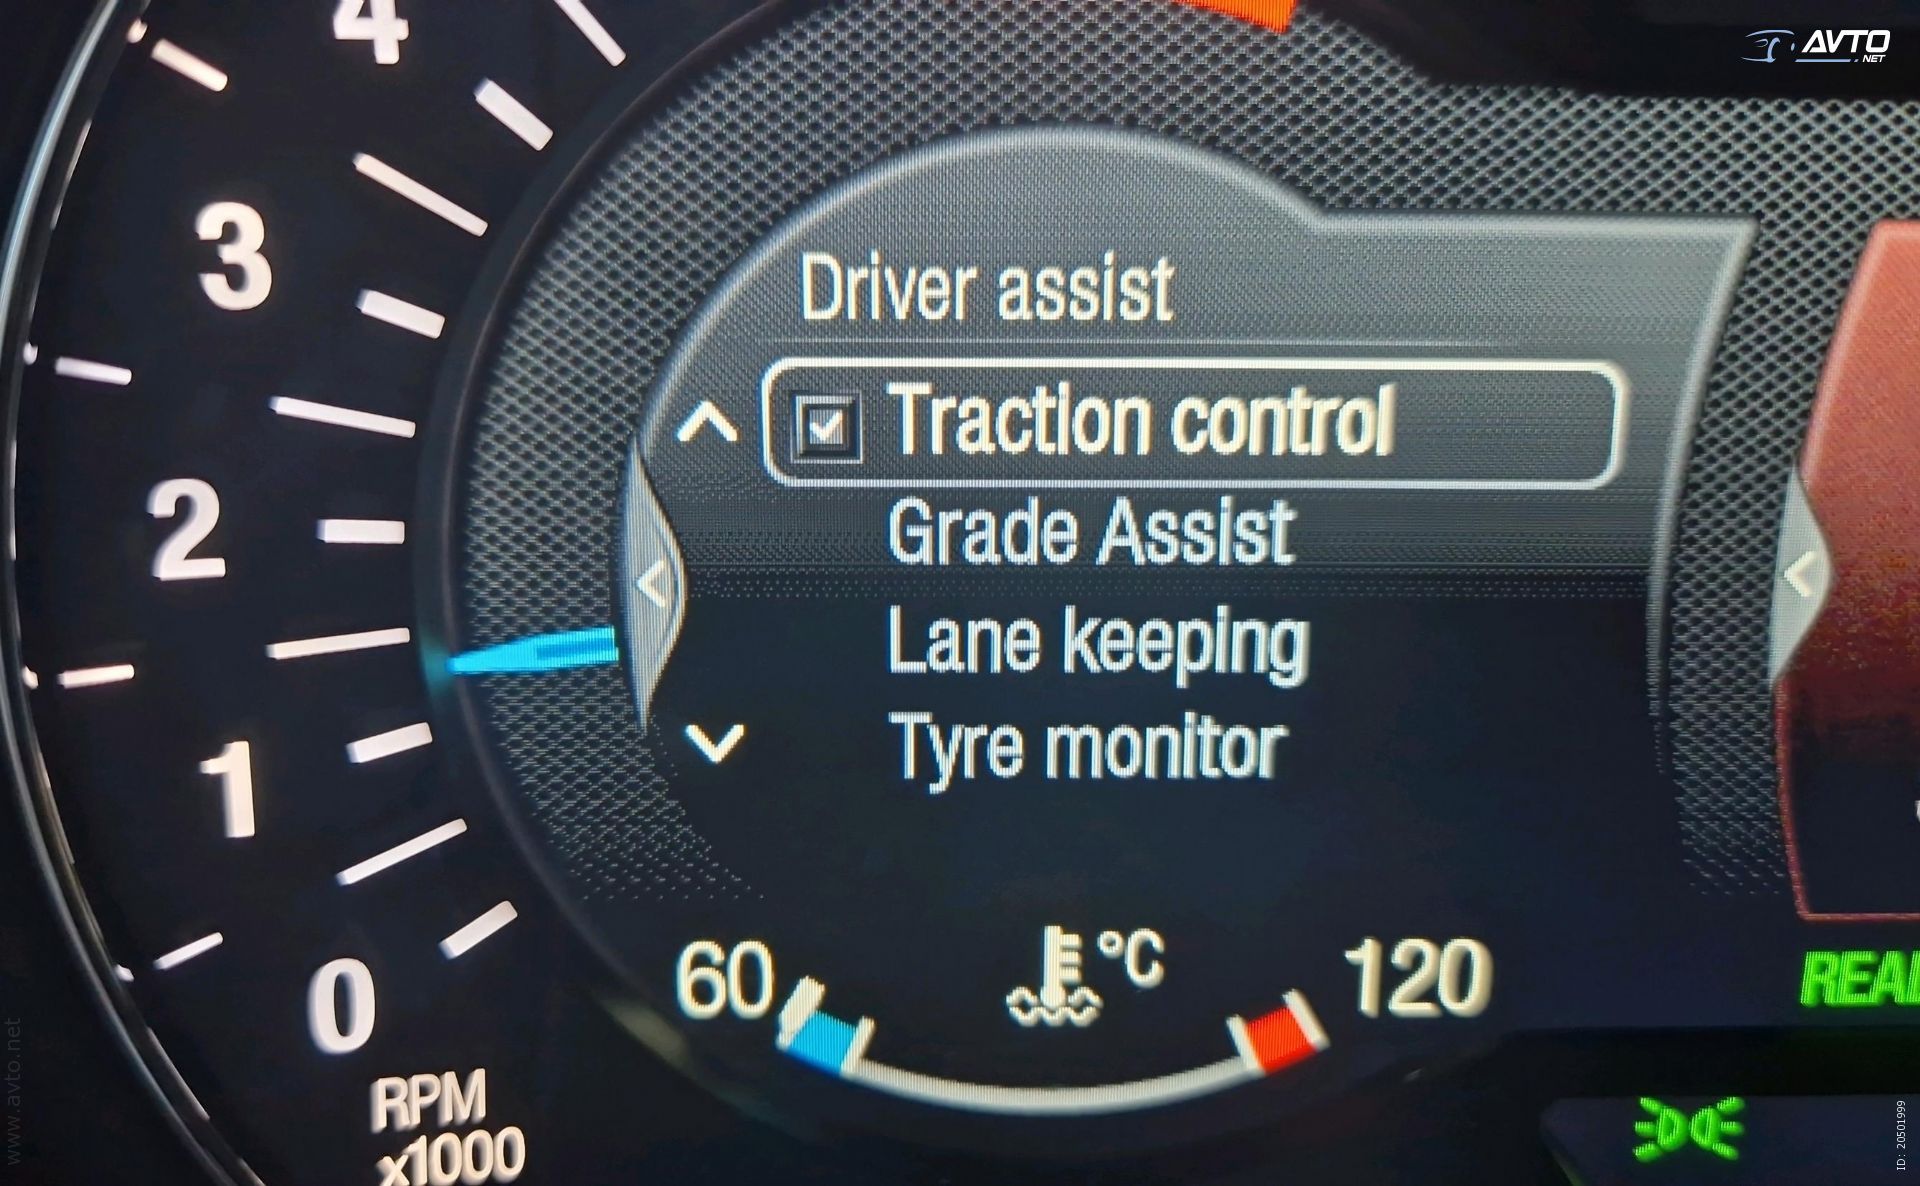 AVTO
.NET
4
3
2
1
0
RPM
x1000
Driver assist
Traction control
Grade Assist
Lane keeping
Tyre monitor
60
°C
120
www.avto.net
ID: 20501999